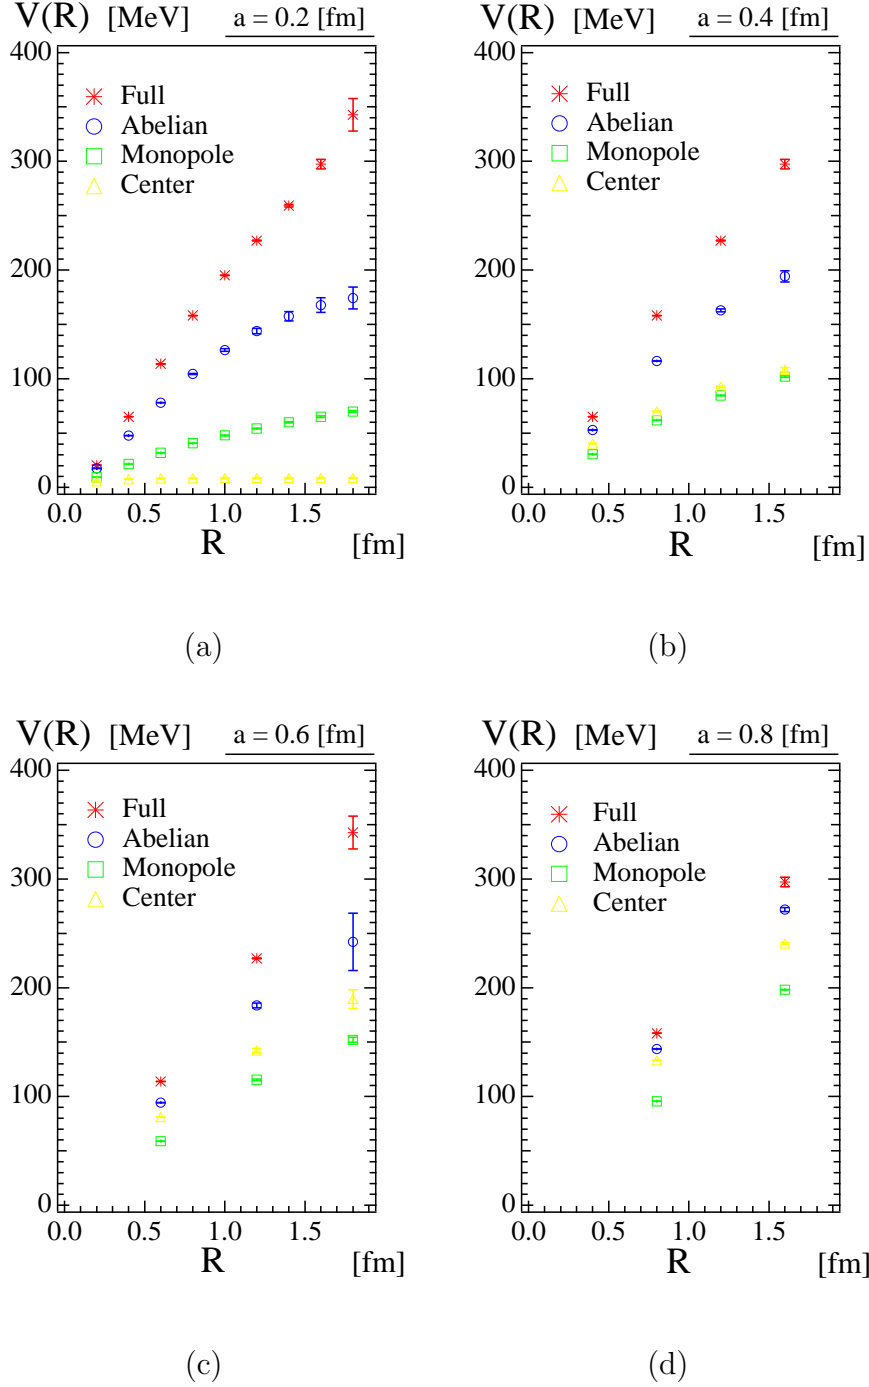 V(R) [MeV] a = 0.2 [fm]
400
300
200
100
0
Full
Abelian
Monopole
Center
0.0 0.5 1.0 1.5
R [fm]
(a)
V(R) [MeV] a = 0.4 [fm]
400
300
200
100
0
Full
Abelian
Monopole
Center
0.0 0.5 1.0 1.5
R [fm]
(b)
V(R) [MeV] a = 0.6 [fm]
400
300
200
100
0
Full
Abelian
Monopole
Center
0.0 0.5 1.0 1.5
R [fm]
(c)
V(R) [MeV] a = 0.8 [fm]
400
300
200
100
0
Full
Abelian
Monopole
Center
0.0 0.5 1.0 1.5
R [fm]
(d)